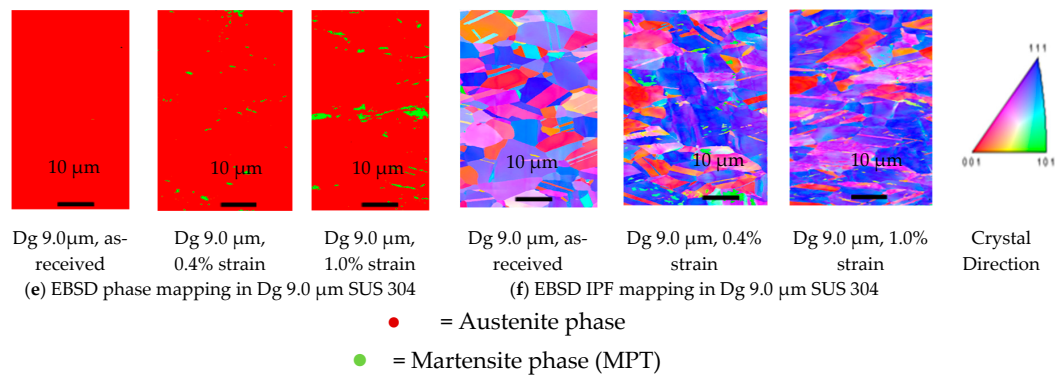 10 µm
10 µm
10 µm
10 µm
10 µm
10 µm
111
001
101
Dg 9.0µm, as-
received
Dg 9.0 µm,
0.4% strain
Dg 9.0 µm,
1.0% strain
Dg 9.0 µm, as-
received
Dg 9.0 µm, 0.4%
strain
Dg 9.0 µm, 1.0%
strain
Crystal
Direction
(e) EBSD phase mapping in Dg 9.0 µm SUS 304
(f) EBSD IPF mapping in Dg 9.0 µm SUS 304
= Austenite phase
= Martensite phase (MPT)